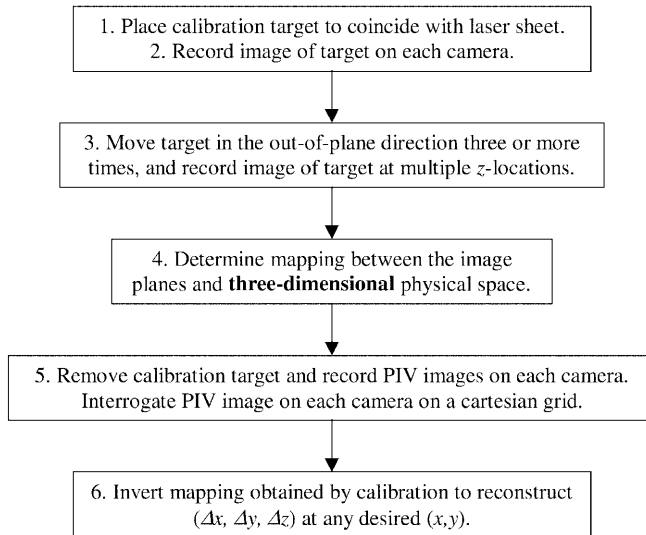 1. Place calibration target to coincide with laser sheet.
2. Record image of target on each camera.
3. Move target in the out-of-plane direction three or more
times, and record image of target at multiple z-locations.
4. Determine mapping between the image
planes and three-dimensional physical space.
5. Remove calibration target and record PIV images on each camera.
Interrogate PIV image on each camera on a cartesian grid.
6. Invert mapping obtained by calibration to reconstruct
(Δx, Δy, Δz) at any desired (x,y).